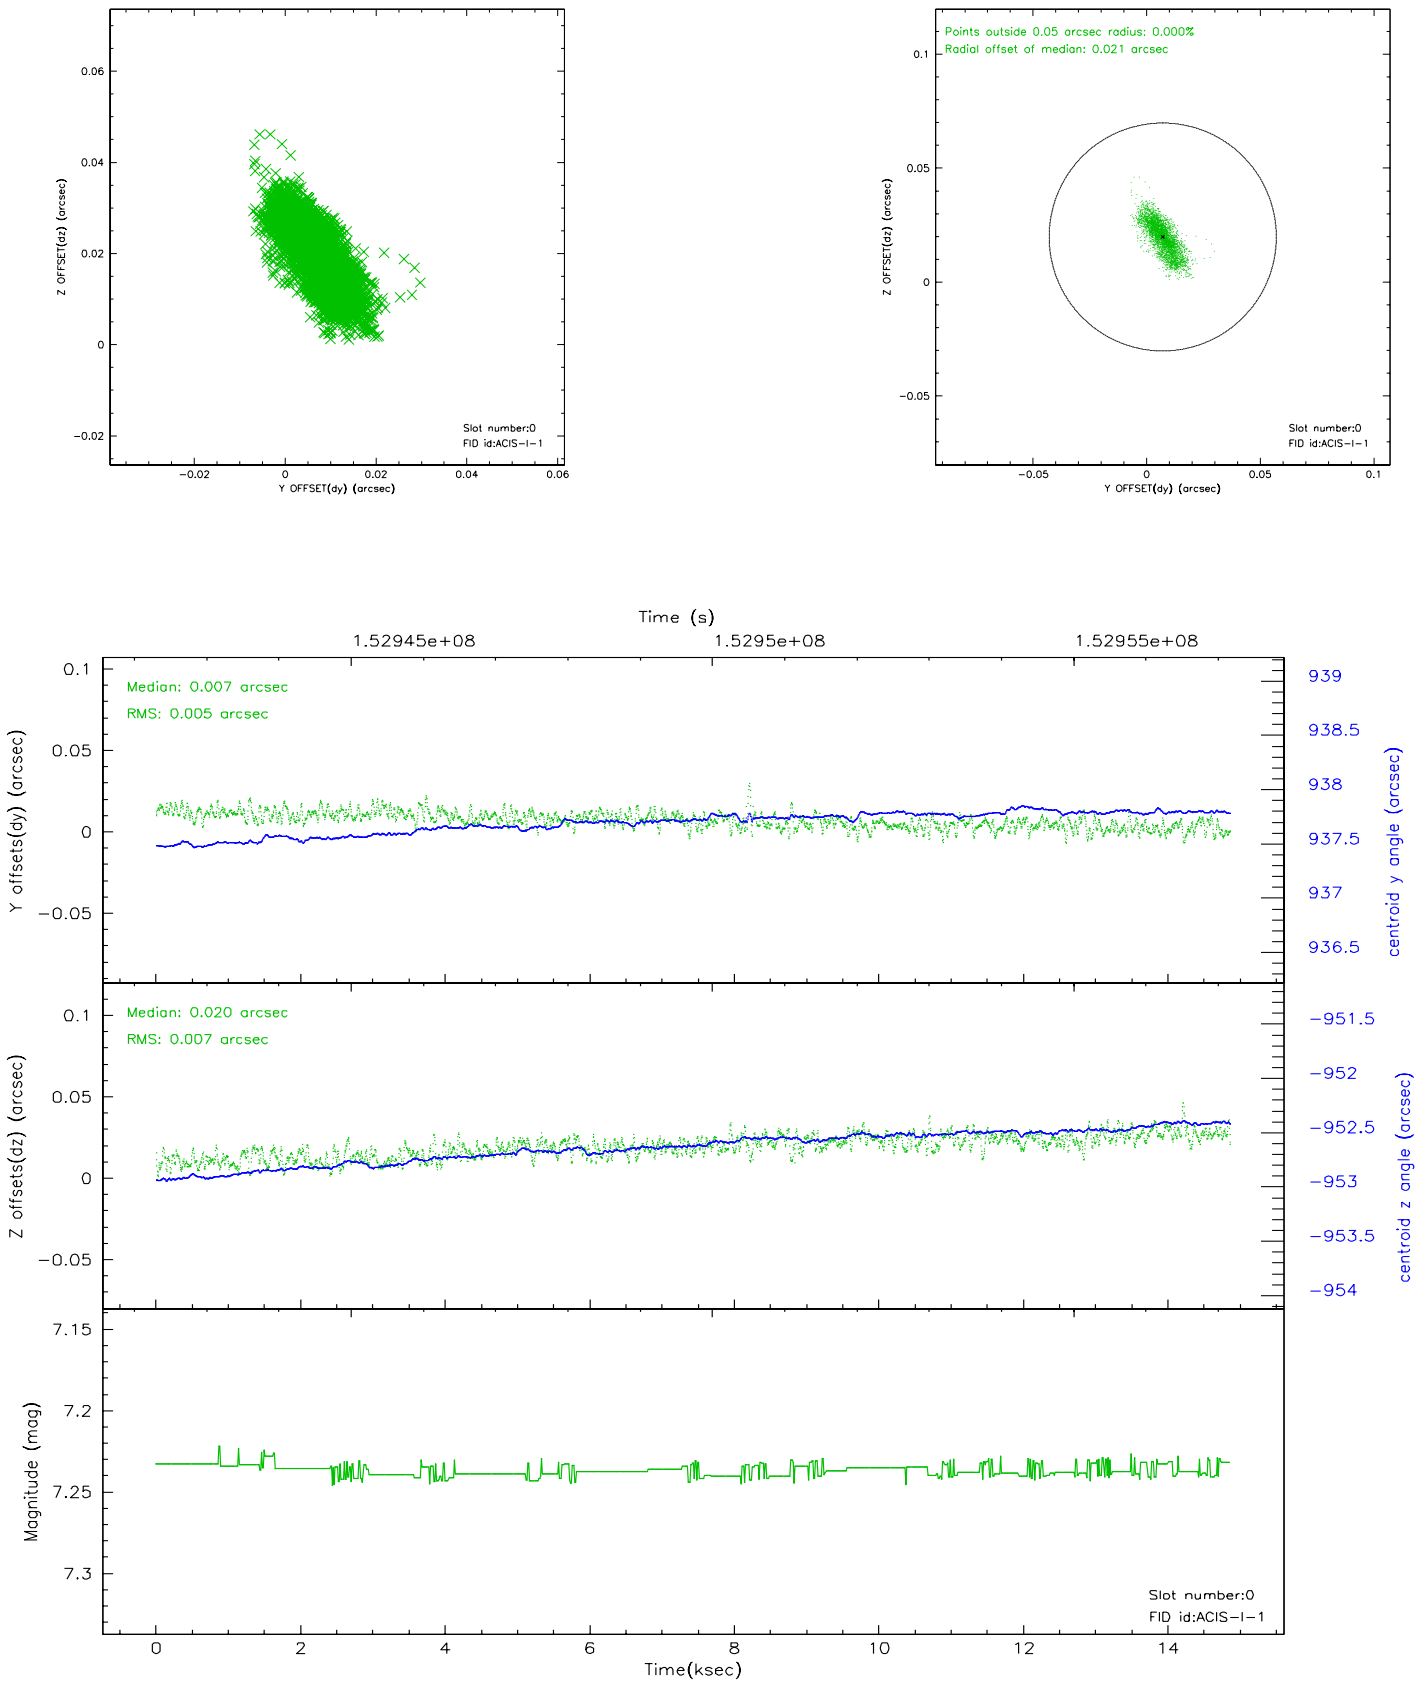 0.06
0.04
0.02
0
−0.02
Z OFFSET(dz) (arcsec)
Slot number:0
FID id:ACIS−I−1
−0.02 0 0.02 0.04 0.06
Y OFFSET(dy) (arcsec)
Points outside 0.05 arcsec radius: 0.000%
Radial offset of median: 0.021 arcsec
0.1
0.05
0
−0.05
Z OFFSET(dz) (arcsec)
Slot number:0
FID id:ACIS−I−1
−0.05 0 0.05 0.1
Y OFFSET(dy) (arcsec)
Time (s)
1.52945e+08 1.5295e+08 1.52955e+08
Median: 0.007 arcsec
RMS: 0.005 arcsec
0.1
0.05
0
−0.05
Y offsets(dy) (arcsec)
939
938.5
938
937.5
937
936.5
centroid y angle (arcsec)
Median: 0.020 arcsec
RMS: 0.007 arcsec
0.1
0.05
0
−0.05
Z offsets(dz) (arcsec)
−951.5
−952
−952.5
−953
−953.5
−954
centroid z angle (arcsec)
7.15
7.2
7.25
7.3
Magnitude (mag)
Slot number:0
FID id:ACIS−I−1
0 2 4 6 8 10 12 14
Time(ksec)